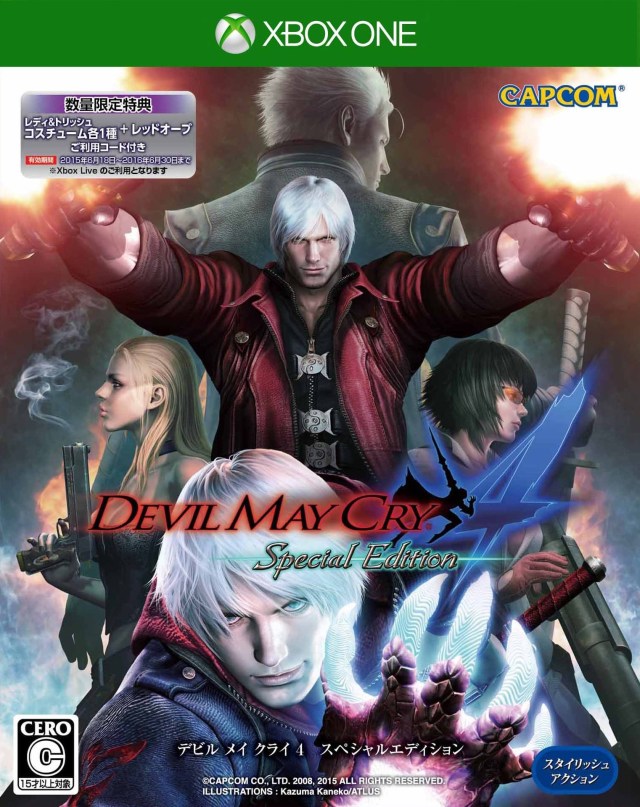 XBOX ONE
数量限定特典
レディ&トリッシュ
コスチューム各1種+レッドオーブ
ご利用コード付き
有効期間 2015年6月18日~2016年6月30日まで
※Xbox Live のご利用となります
CAPCOM
DEVIL MAY CRY 4
Special Edition
デビル メイ クライ 4 スペシャルエディション
CERO
C
15才以上対象
スタイリッシュ
アクション
©CAPCOM CO., LTD. 2008, 2015 ALL RIGHTS RESERVED.
ILLUSTRATIONS : Kazuma Kaneko/ATLUS